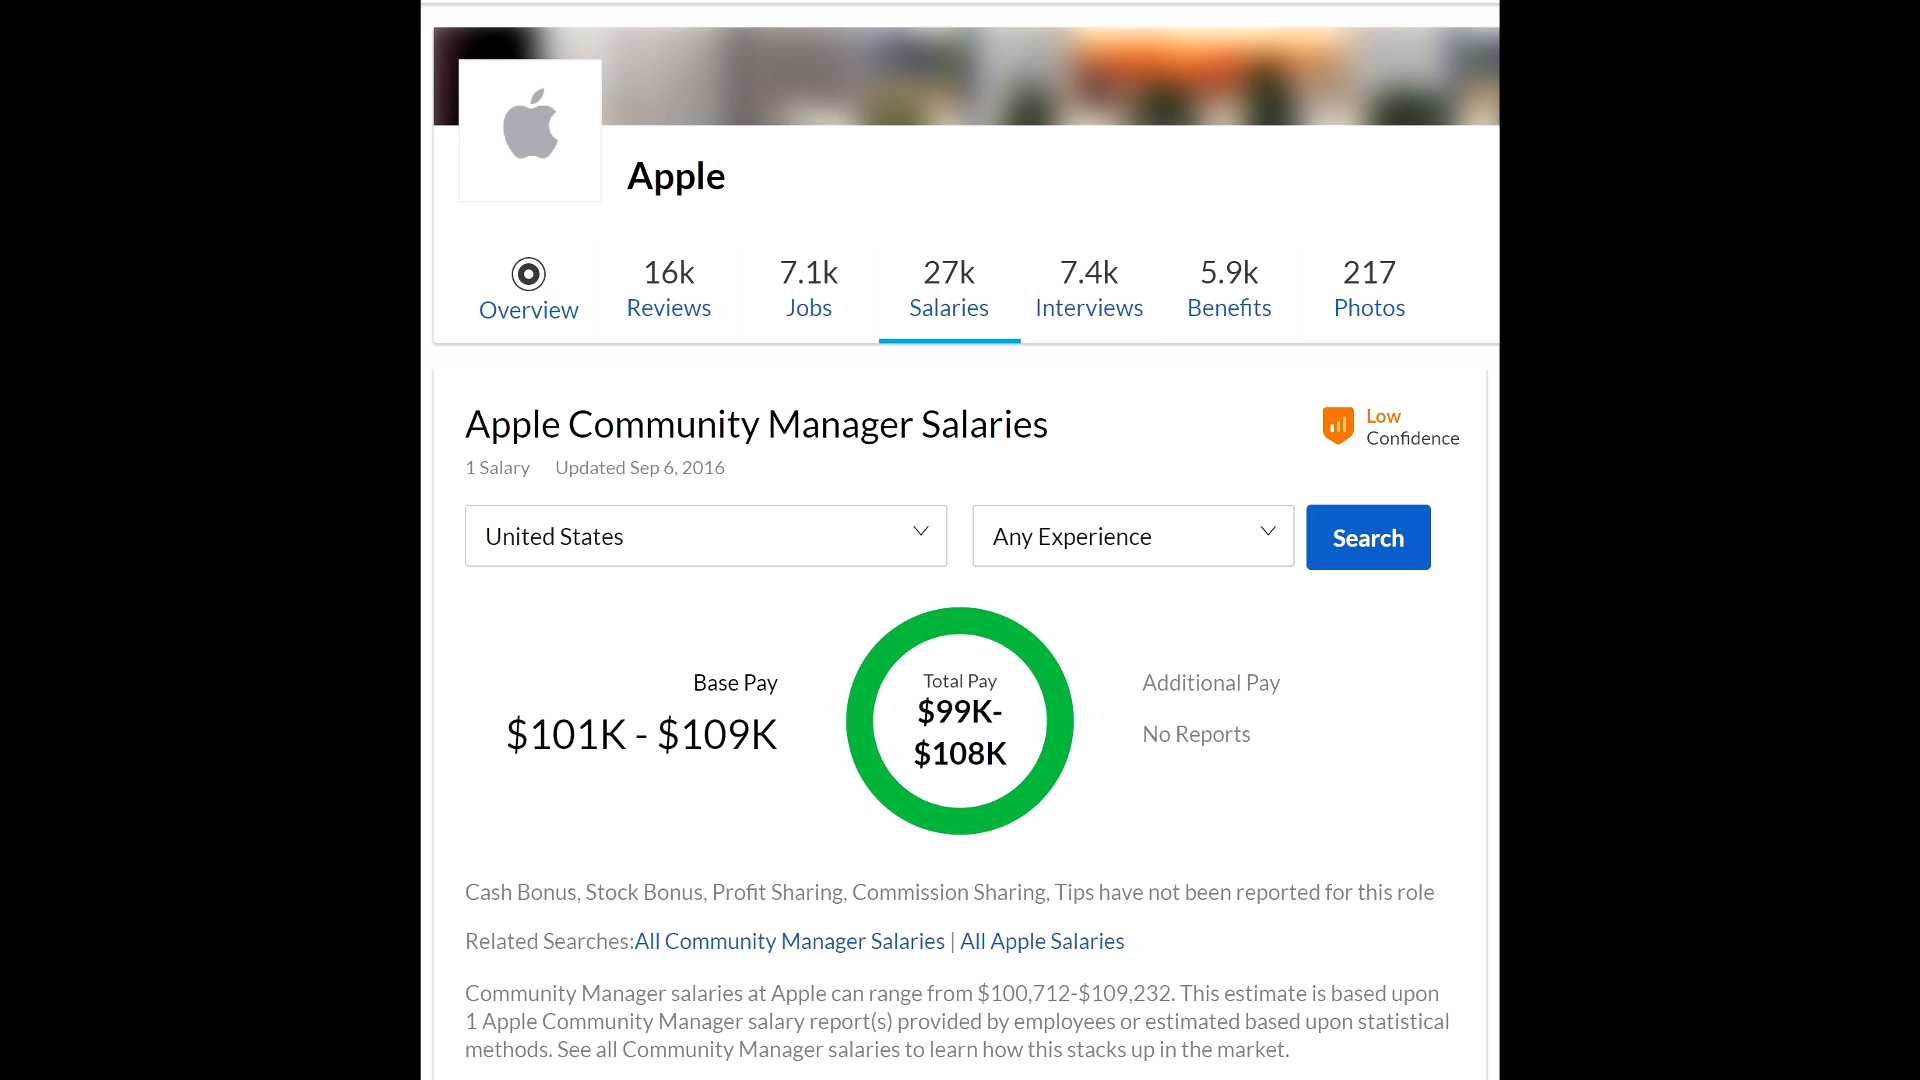 Apple
Overview
16k
Reviews
7.1k
Jobs
27k
Salaries
7.4k
Interviews
5.9k
Benefits
217
Photos
Apple Community Manager Salaries
Low
Confidence
1 Salary Updated Sep 6, 2016
United States
Any Experience
Search
Base Pay
$101K - $109K
Total Pay
$99K-
$108K
Additional Pay
No Reports
Cash Bonus, Stock Bonus, Profit Sharing, Commission Sharing, Tips have not been reported for this role
Related Searches:All Community Manager Salaries | All Apple Salaries
Community Manager salaries at Apple can range from $100,712-$109,232. This estimate is based upon
1 Apple Community Manager salary report(s) provided by employees or estimated based upon statistical
methods. See all Community Manager salaries to learn how this stacks up in the market.